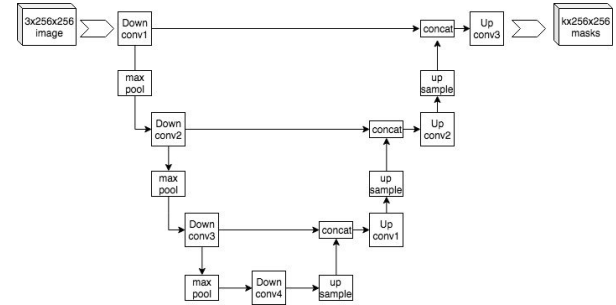 3x256x256
image
Down
conv1
concat
Up
conv3
kx256x256
masks
max
pool
up
sample
Down
conv2
concat
Up
conv2
max
pool
up
sample
Down
conv3
concat
Up
conv1
max
pool
Down
conv4
up
sample